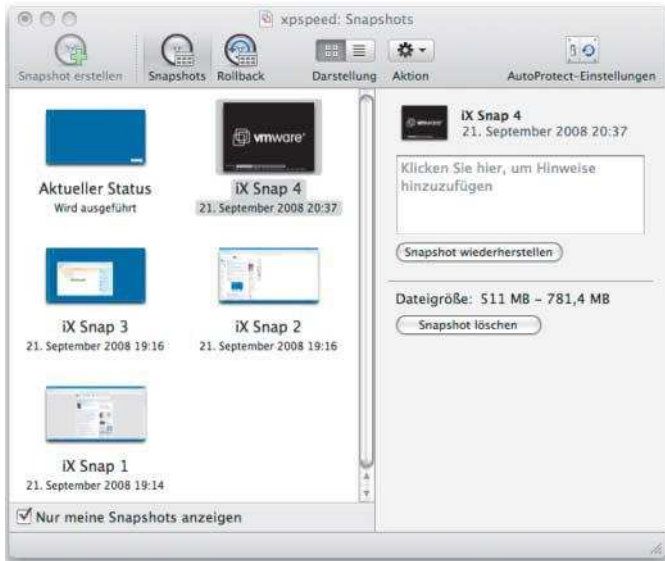 xpspeed: Snapshots
Snapshot erstellen
Snapshots
Rollback
Darstellung
Aktion
AutoProtect-Einstellungen
vmware
Aktueller Status
Wird ausgeführt
iX Snap 4
21. September 2008 20:37
iX Snap 3
21. September 2008 19:16
iX Snap 2
21. September 2008 19:16
iX Snap 1
21. September 2008 19:14
Nur meine Snapshots anzeigen
vmware
iX Snap 4
21. September 2008 20:37
Klicken Sie hier, um Hinweise
hinzuzufügen
Snapshot wiederherstellen
Dateigröße: 511 MB – 781,4 MB
Snapshot löschen